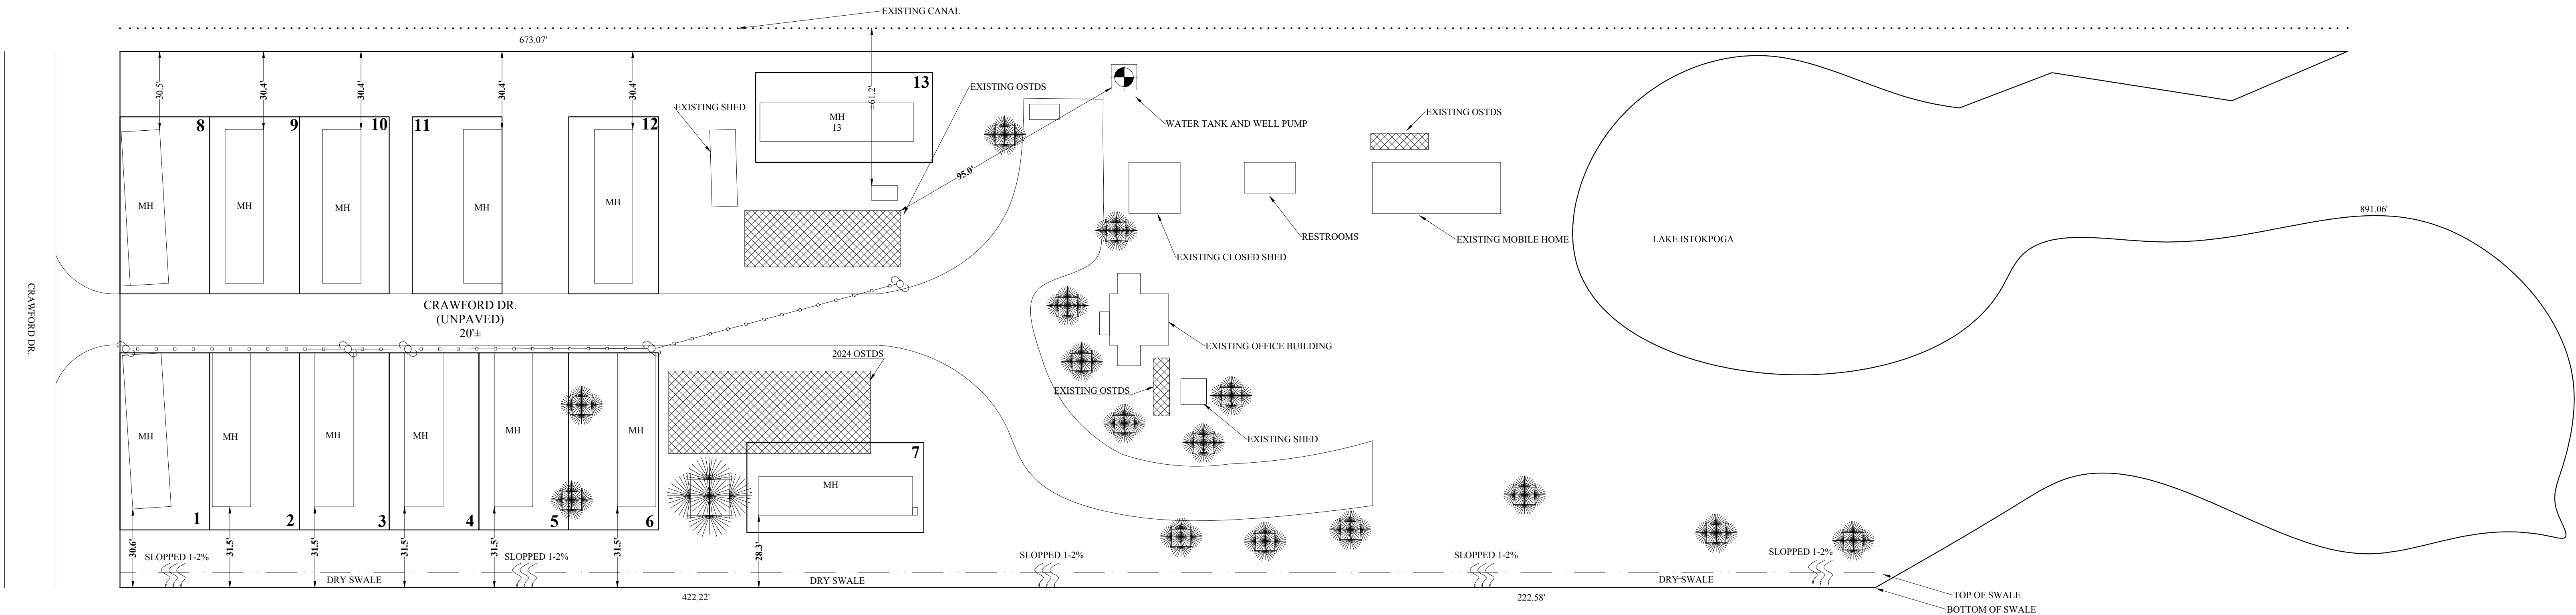 EXISTING CANAL
673.07'
30.5'
30.4'
30.4'
30.4'
30.4'
±61.2'
13
EXISTING SHED
EXISTING OSTDS
MH
13
WATER TANK AND WELL PUMP
EXISTING OSTDS
8
9
10
11
12
95.0'
MH
MH
MH
MH
MH
RESTROOMS
EXISTING MOBILE HOME
EXISTING CLOSED SHED
LAKE ISTOKPOGA
891.06'
CRAWFORD DR.
CRAWFORD DR.
(UNPAVED)
20'±
2024 OSTDS
EXISTING OFFICE BUILDING
EXISTING OSTDS
EXISTING SHED
MH
MH
MH
MH
MH
MH
7
MH
1
2
3
4
5
6
30.6'
31.5'
31.5'
31.5'
31.5'
31.5'
28.3'
SLOPPED 1-2%
SLOPPED 1-2%
SLOPPED 1-2%
SLOPPED 1-2%
SLOPPED 1-2%
DRY SWALE
DRY SWALE
DRY SWALE
422.22'
222.58'
TOP OF SWALE
BOTTOM OF SWALE